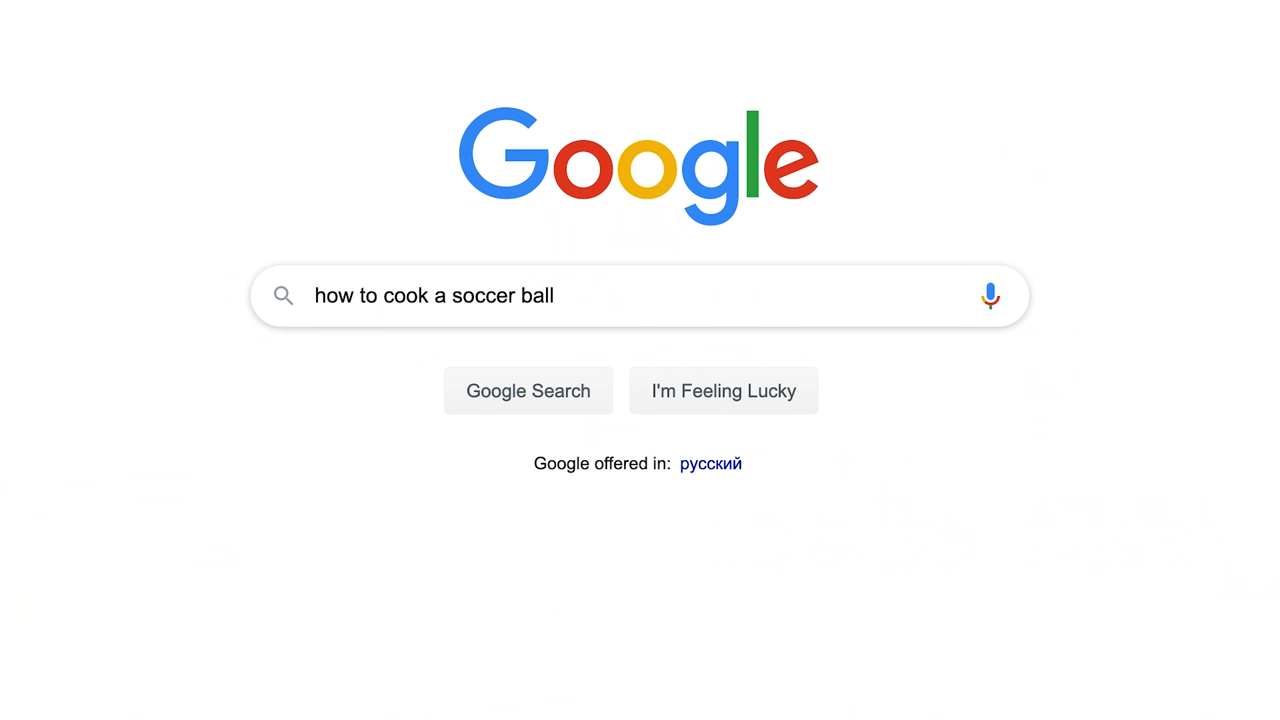 Google
how to cook a soccer ball
Google Search
I'm Feeling Lucky
Google offered in: русский